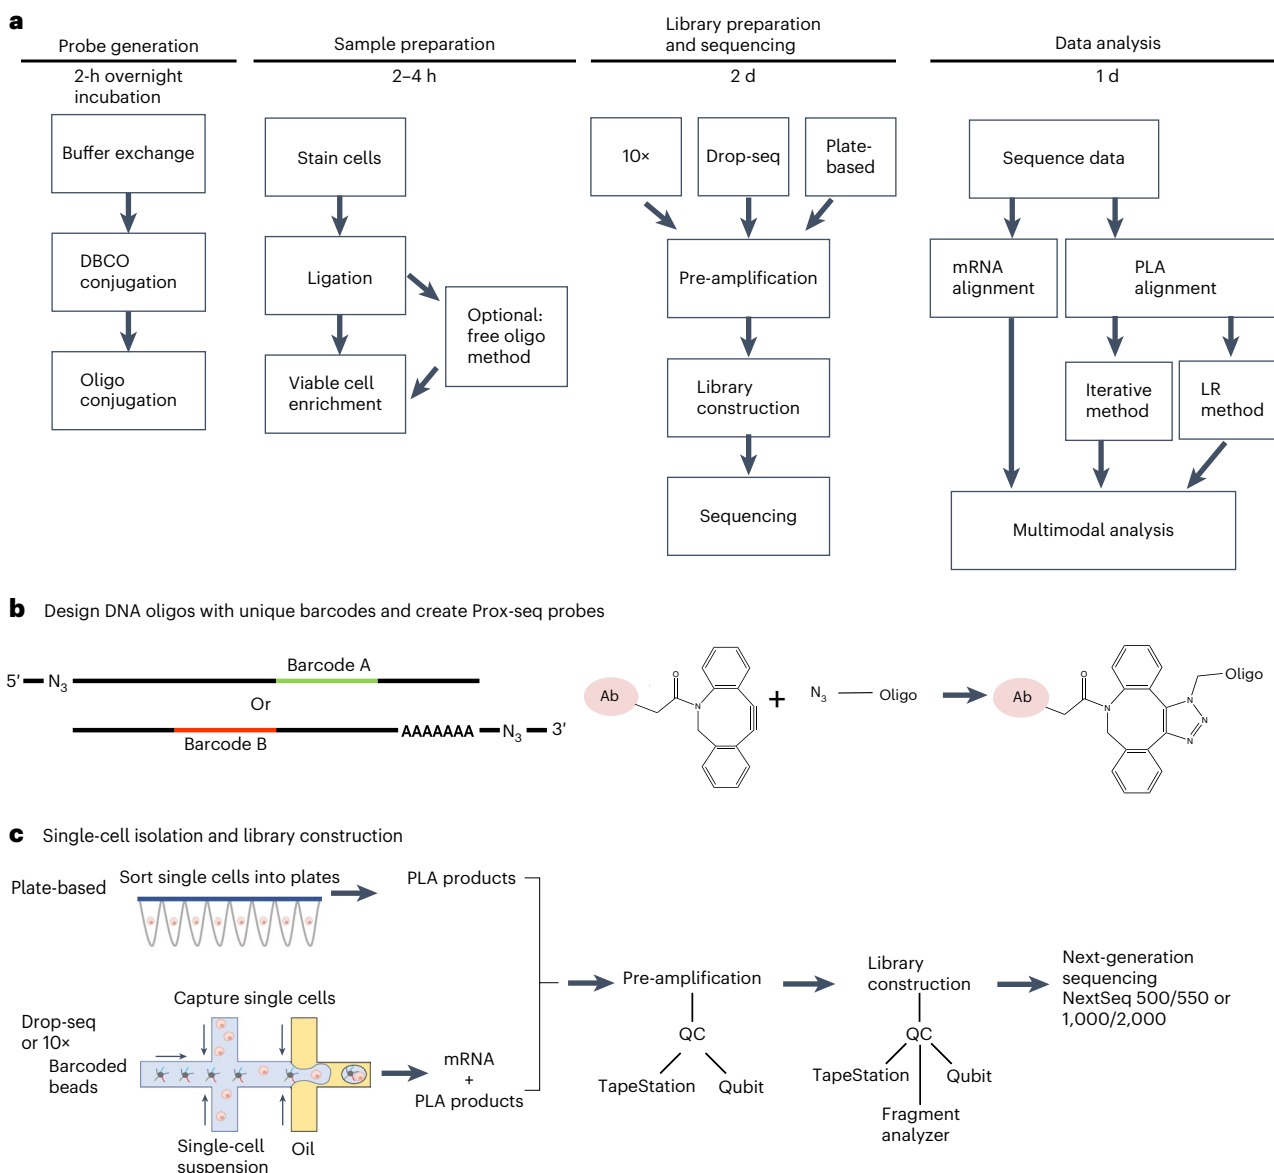 a
Probe generation
2-h overnight
incubation
Buffer exchange
DBCO
conjugation
Oligo
conjugation
Sample preparation
2–4 h
Stain cells
Ligation
Optional:
free oligo
method
Viable cell
enrichment
Library preparation
and sequencing
2 d
10×
Drop-seq
Plate-
based
Pre-amplification
Library
construction
Sequencing
Data analysis
1 d
Sequence data
mRNA
alignment
PLA
alignment
Iterative
method
LR
method
Multimodal analysis
b Design DNA oligos with unique barcodes and create Prox-seq probes
Barcode A
5′ N3
Or
AAAAAAA N3 3′
Barcode B
Ab
O
N
+
N3 Oligo
Ab
O
N
N
N
N
Oligo
c Single-cell isolation and library construction
Plate-based
Sort single cells into plates
PLA products
Capture single cells
Drop-seq
or 10×
Barcoded
beads
Single-cell
suspension
Oil
mRNA
+
PLA products
Pre-amplification
QC
TapeStation
Qubit
Library
construction
QC
TapeStation
Qubit
Fragment
analyzer
Next-generation
sequencing
NextSeq 500/550 or
1,000/2,000